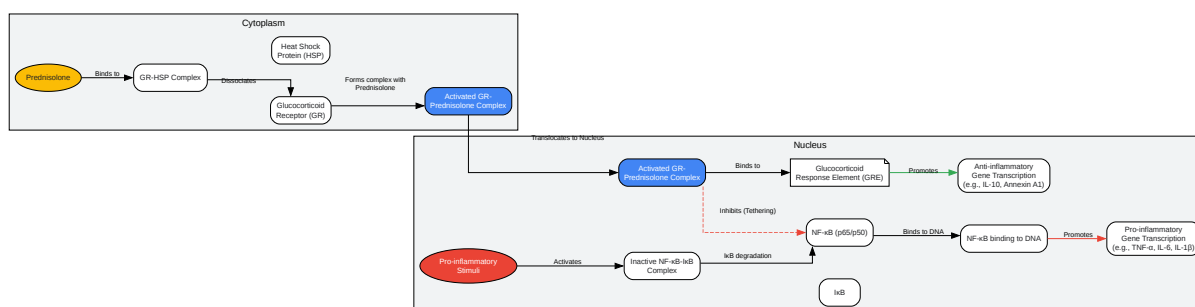 Cytoplasm
Heat Shock
Protein (HSP)
Prednisolone
Binds to
GR-HSP Complex
Dissociates
Glucocorticoid
Receptor (GR)
Forms complex with
Prednisolone
Activated GR-
Prednisolone Complex
Translocates to Nucleus
Nucleus
Activated GR-
Prednisolone Complex
Binds to
Glucocorticoid
Response Element (GRE)
Promotes
Anti-inflammatory
Gene Transcription
(e.g., IL-10, Annexin A1)
Inhibits (Tethering)
NF-κB (p65/p50)
Binds to DNA
NF-κB binding to DNA
Promotes
Pro-inflammatory
Gene Transcription
(e.g., TNF-α, IL-6, IL-1β)
Pro-inflammatory
Stimuli
Activates
Inactive NF-κB-IκB
Complex
IκB degradation
IκB